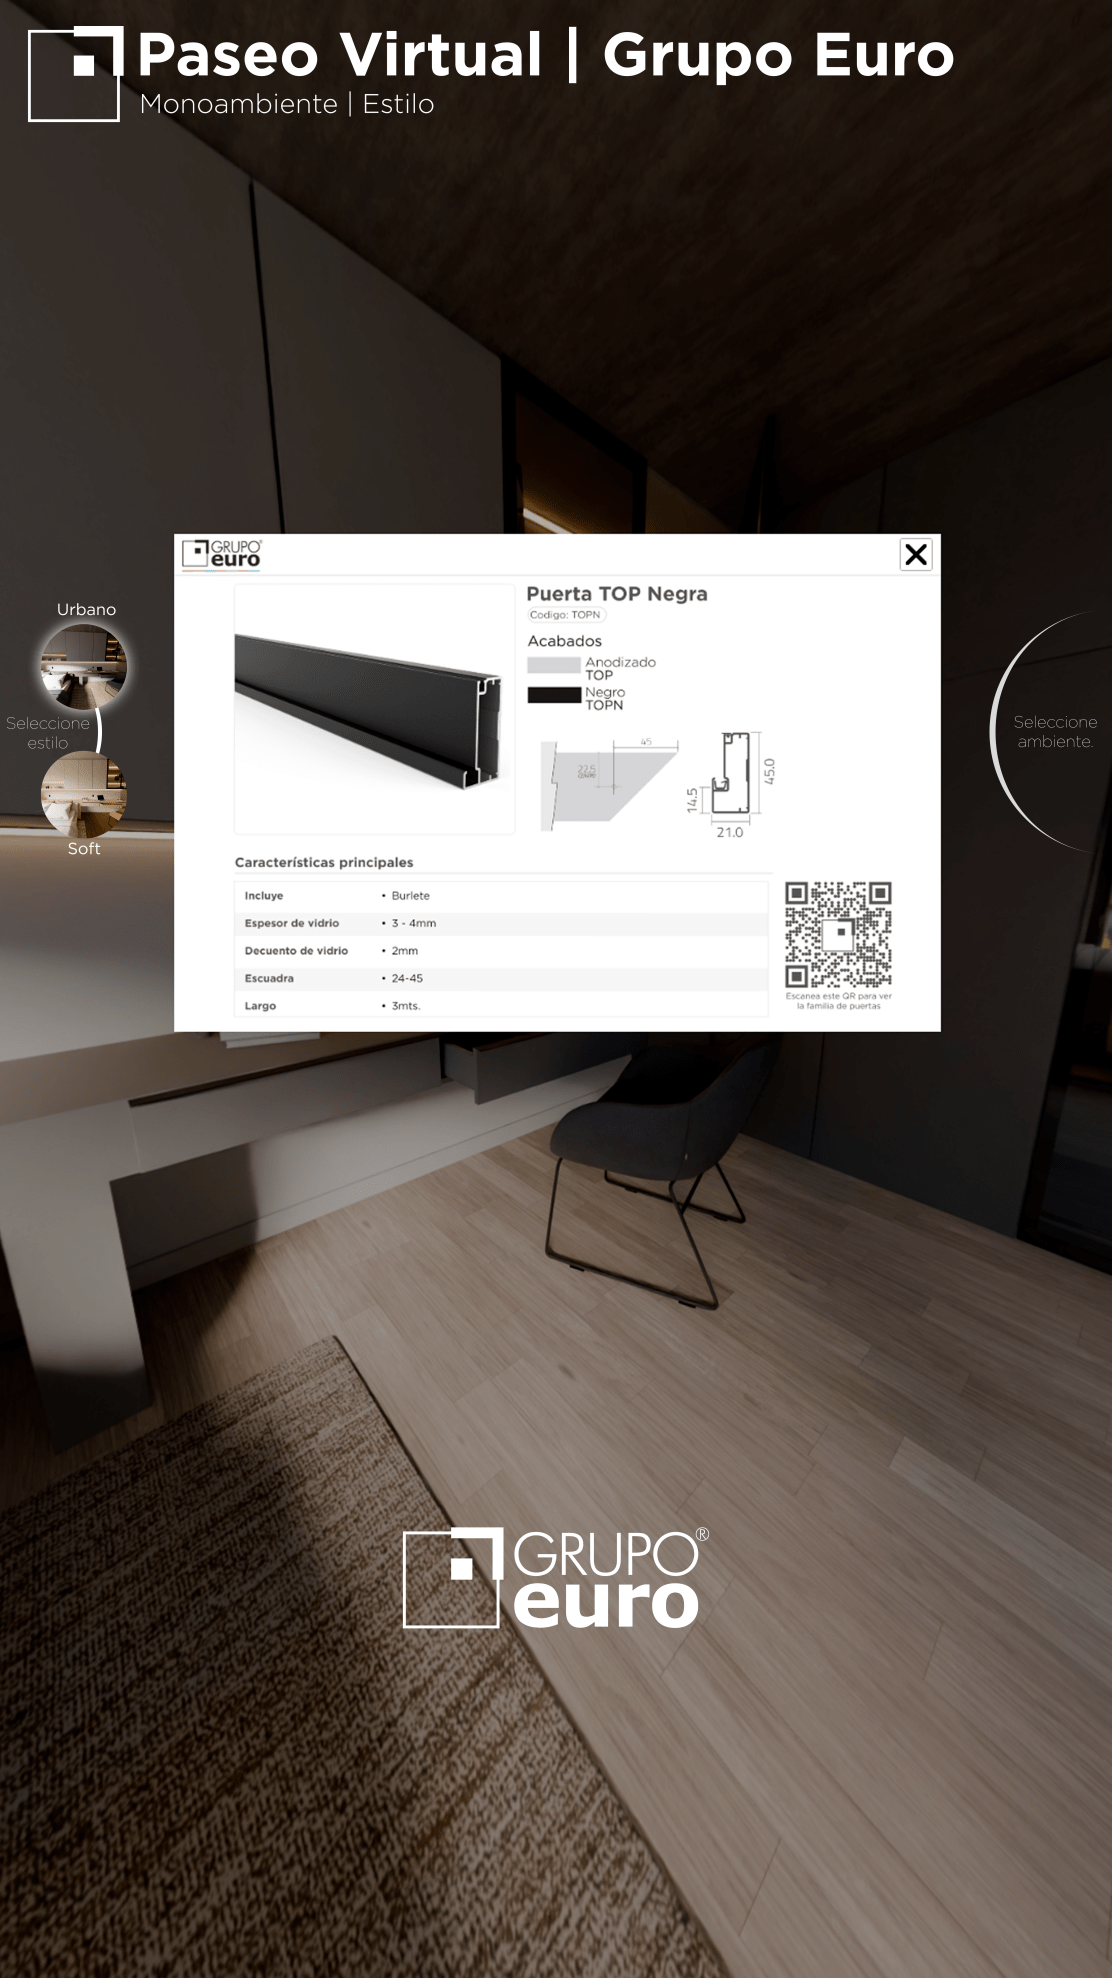 Paseo Virtual | Grupo Euro
Monoambiente | Estilo
GRUPO
euro
Puerta TOP Negra
Codigo: TOPN
Acabados
Anodizado
TOP
Negro
TOPN
45
22.5
14.5
45.0
21.0
Urbano
Seleccione
estilo
Soft
Seleccione
ambiente.
Características principales
Incluye • Burlete
Espesor de vidrio • 3 - 4mm
Decuento de vidrio • 2mm
Escuadra • 24-45
Largo • 3mts.
Escanea este QR para ver
la familia de puertas
GRUPO®
euro